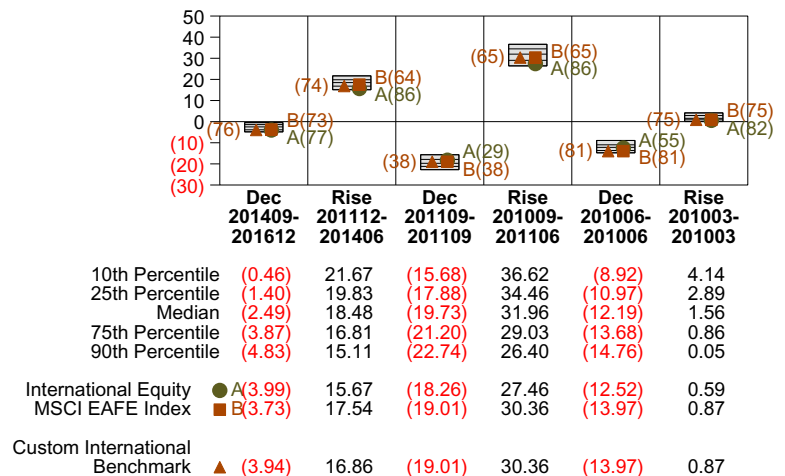 50
40
30
20
10
0
(10)
(20)
(30)
(76) B(73) A(77)
(74) B(64) A(86)
(38) A(29) B(38)
(65) B(65) A(86)
(81) A(55) B(81)
(75) B(75) A(82)
Dec Rise Dec Rise Dec Rise
201409- 201112- 201109- 201009- 201006- 201003-
201612 201406 201109 201106 201006 201003
10th Percentile (0.46) 21.67 (15.68) 36.62 (8.92) 4.14
25th Percentile (1.40) 19.83 (17.88) 34.46 (10.97) 2.89
Median (2.49) 18.48 (19.73) 31.96 (12.19) 1.56
75th Percentile (3.87) 16.81 (21.20) 29.03 (13.68) 0.86
90th Percentile (4.83) 15.11 (22.74) 26.40 (14.76) 0.05
International Equity A (3.99) 15.67 (18.26) 27.46 (12.52) 0.59
MSCI EAFE Index B (3.73) 17.54 (19.01) 30.36 (13.97) 0.87
Custom International
Benchmark (3.94) 16.86 (19.01) 30.36 (13.97) 0.87